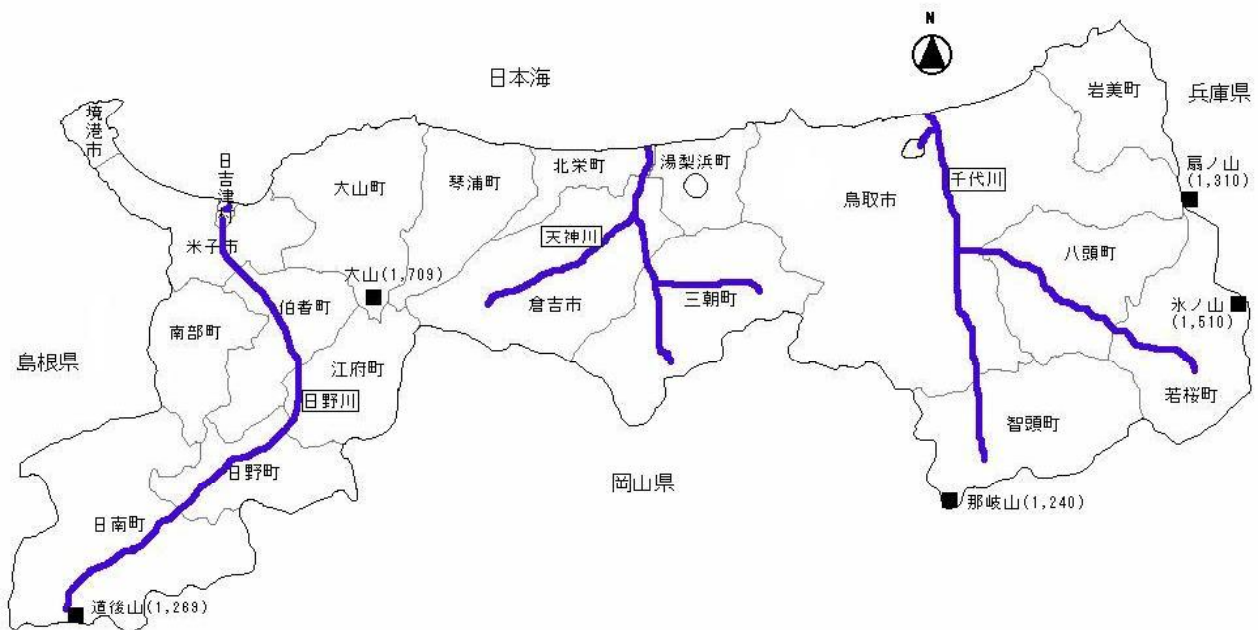 N
日本海
兵庫県
岩美町
境港市
日吉津村
大山町
琴浦町
北栄町
湯梨浜町
扇ノ山
(1,310)
千代川
鳥取市
米子市
天神川
八頭町
大山(1,709)
伯耆町
倉吉市
三朝町
氷ノ山
(1,510)
南部町
島根県
江府町
日野川
若桜町
智頭町
日野町
岡山県
那岐山(1,240)
日南町
道後山(1,269)